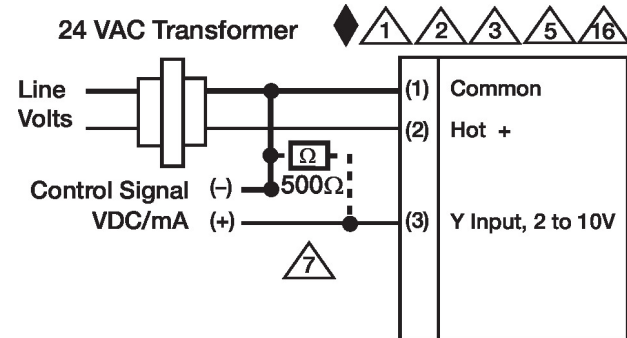 24 VAC Transformer
1 2 3 5 16
Line
Volts
(1) Common
(2) Hot +
Ω
500Ω
Control Signal (–)
VDC/mA (+)
(3) Y Input, 2 to 10V
7